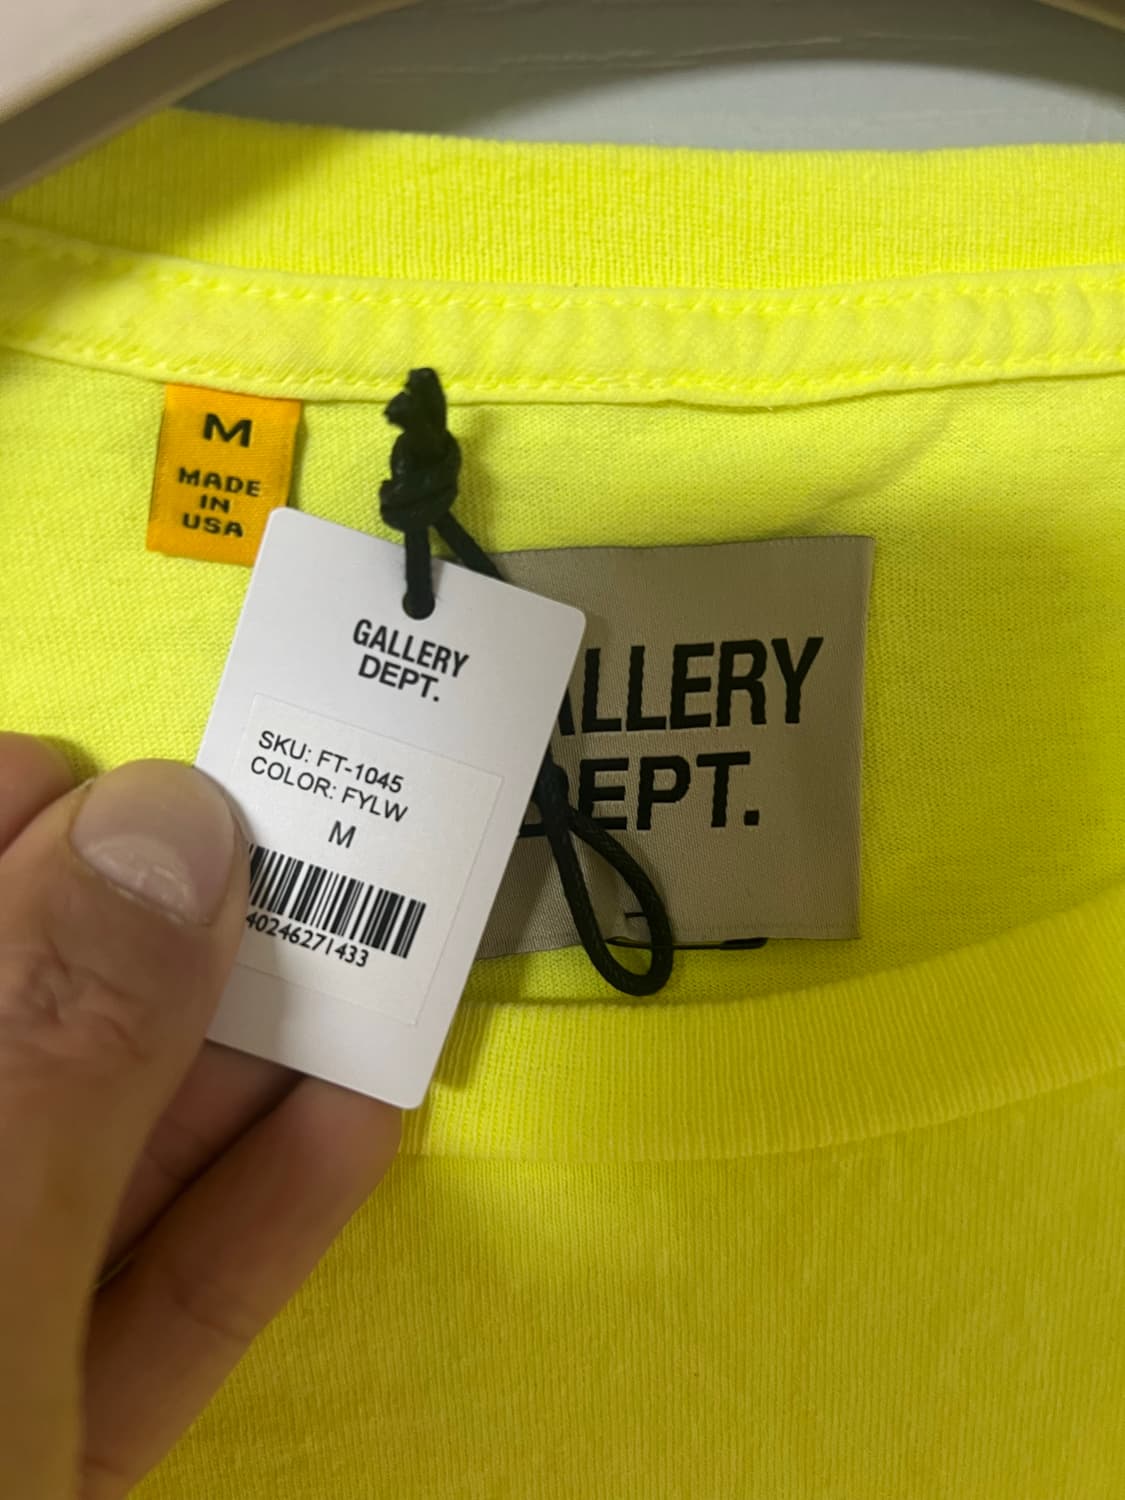 M
MADE
IN
USA
GALLERY
DEPT.
SKU: FT-1045
COLOR: FYLW
M
40246271433
ALLERY
DEPT.